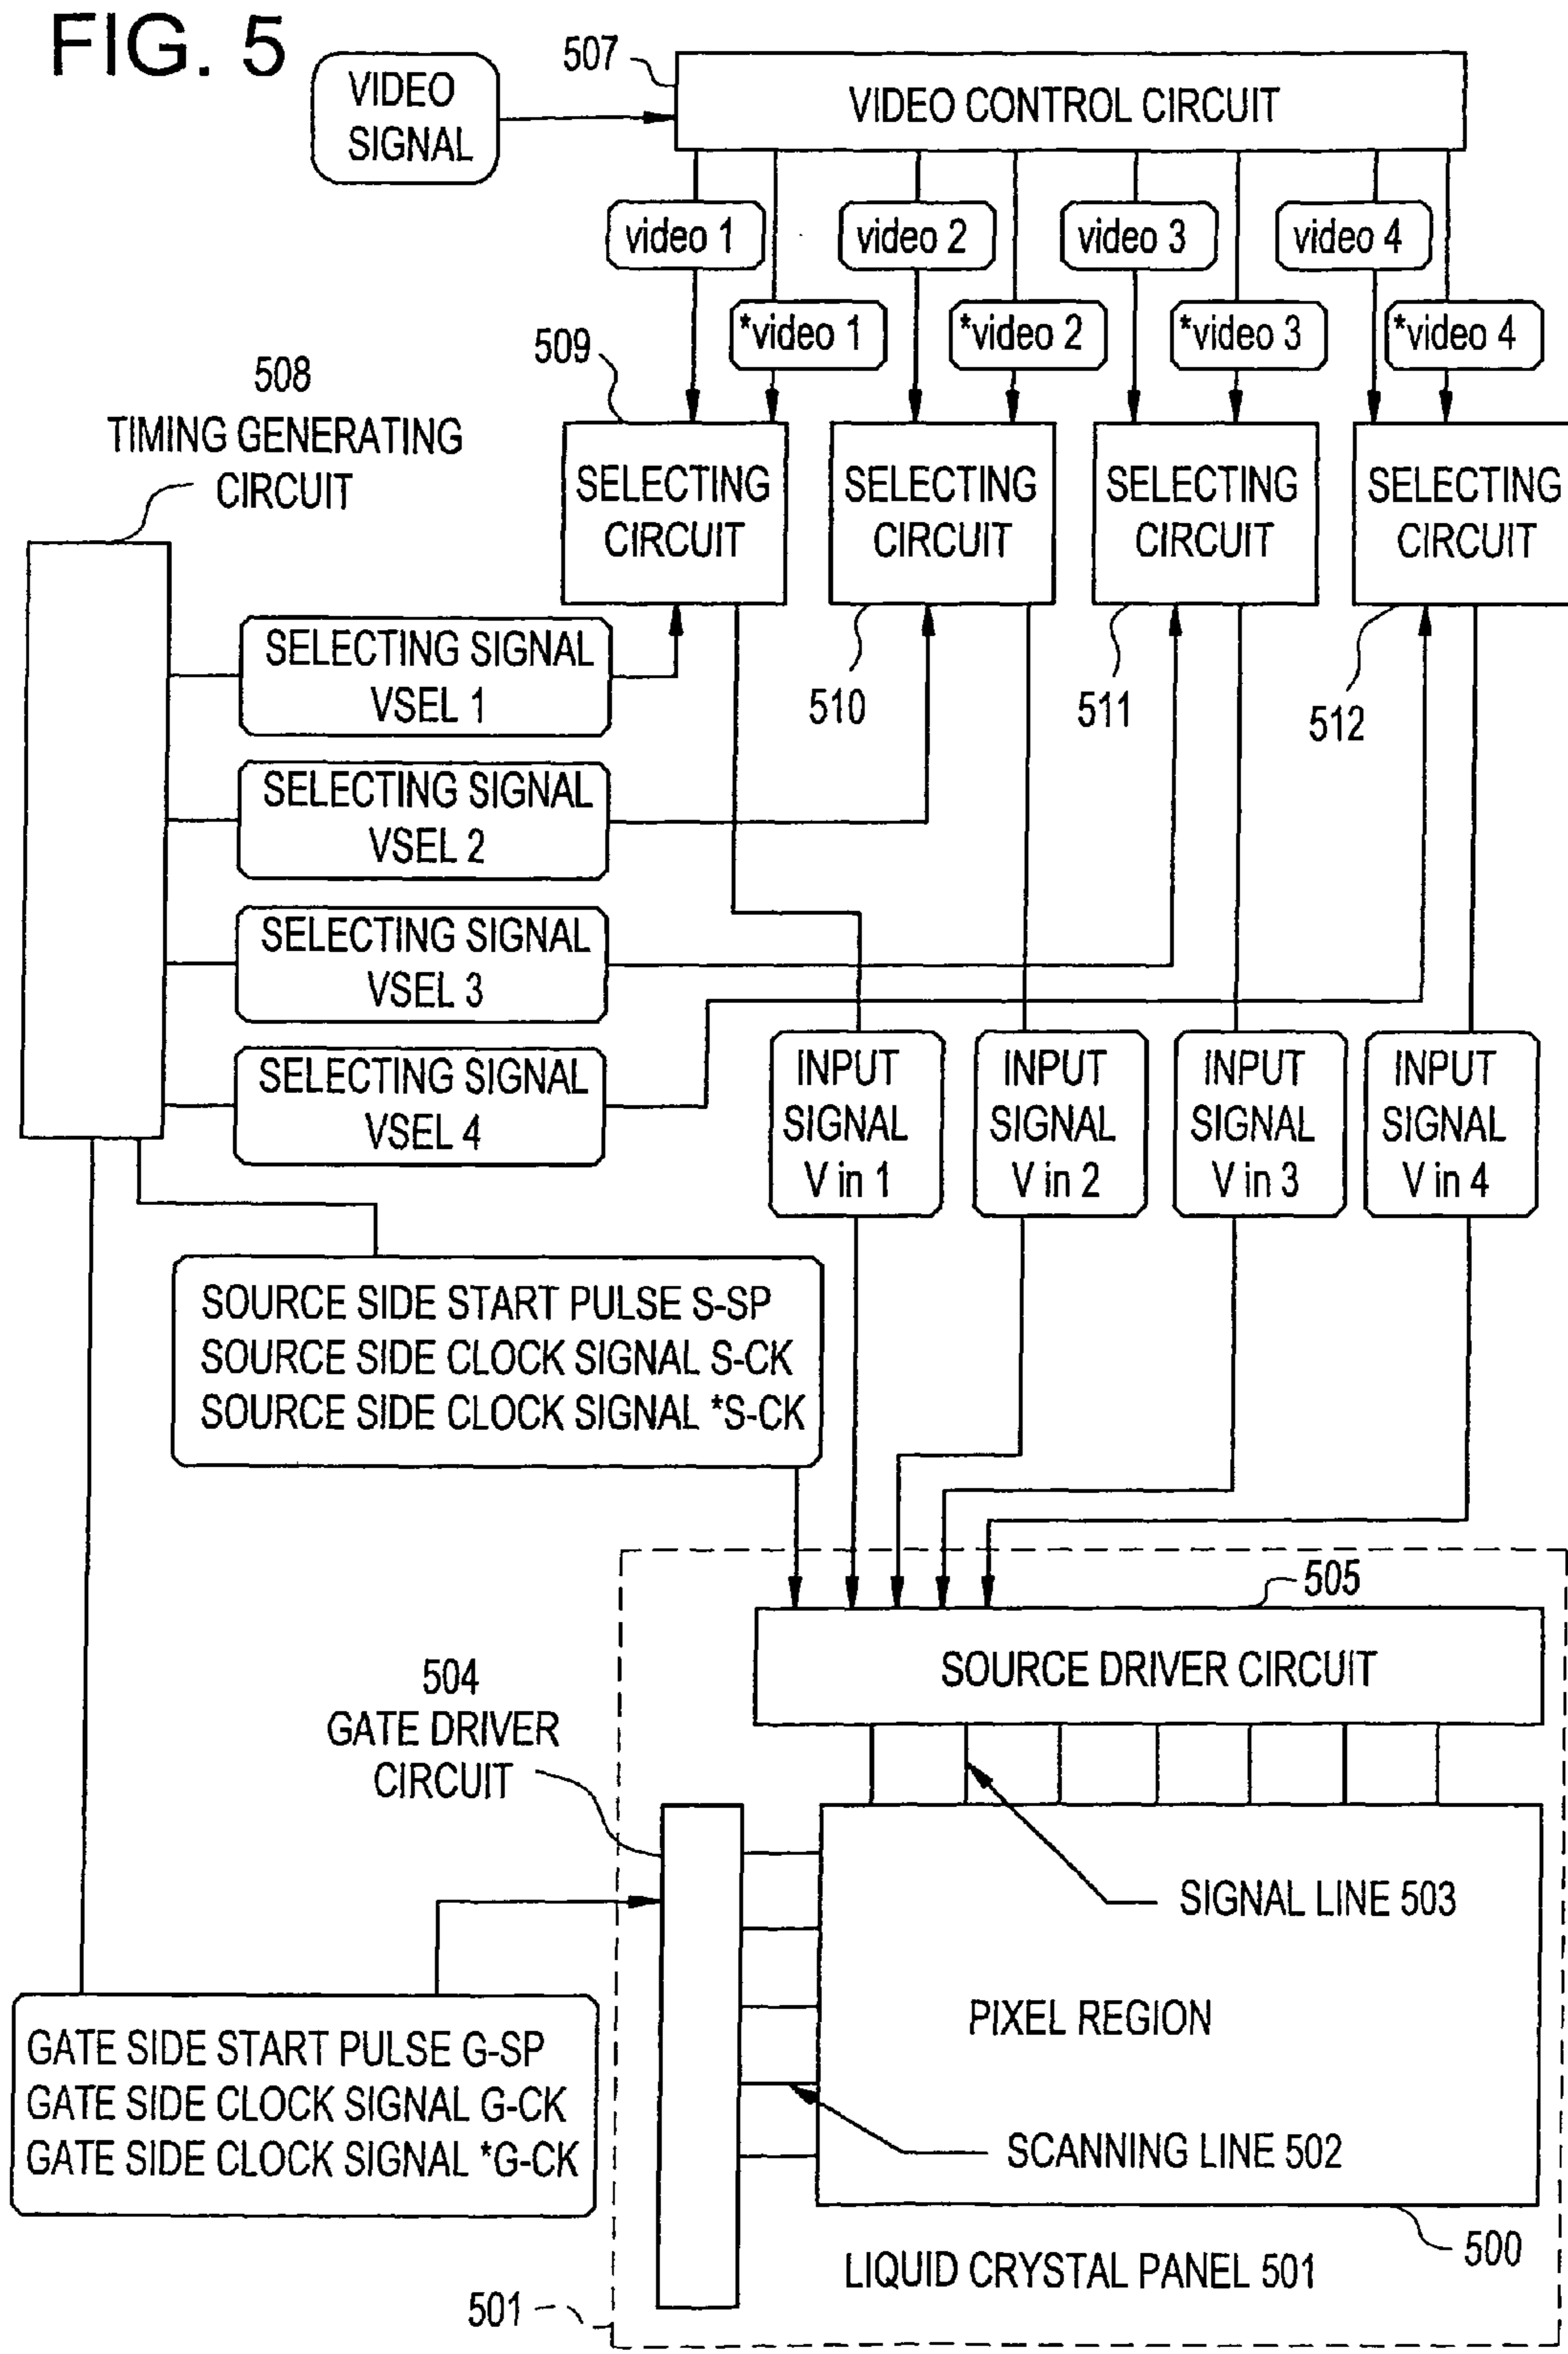 FIG. 5
VIDEO
SIGNAL
507
VIDEO CONTROL CIRCUIT
video 1
video 2
video 3
video 4
*video 1
*video 2
*video 3
*video 4
509
508
TIMING GENERATING
CIRCUIT
SELECTING
CIRCUIT
SELECTING
CIRCUIT
SELECTING
CIRCUIT
SELECTING
CIRCUIT
510
511
512
SELECTING SIGNAL
VSEL 1
SELECTING SIGNAL
VSEL 2
SELECTING SIGNAL
VSEL 3
SELECTING SIGNAL
VSEL 4
INPUT
SIGNAL
V in 1
INPUT
SIGNAL
V in 2
INPUT
SIGNAL
V in 3
INPUT
SIGNAL
V in 4
SOURCE SIDE START PULSE S-SP
SOURCE SIDE CLOCK SIGNAL S-CK
SOURCE SIDE CLOCK SIGNAL *S-CK
505
SOURCE DRIVER CIRCUIT
504
GATE DRIVER
CIRCUIT
SIGNAL LINE 503
PIXEL REGION
SCANNING LINE 502
GATE SIDE START PULSE G-SP
GATE SIDE CLOCK SIGNAL G-CK
GATE SIDE CLOCK SIGNAL *G-CK
500
LIQUID CRYSTAL PANEL 501
501